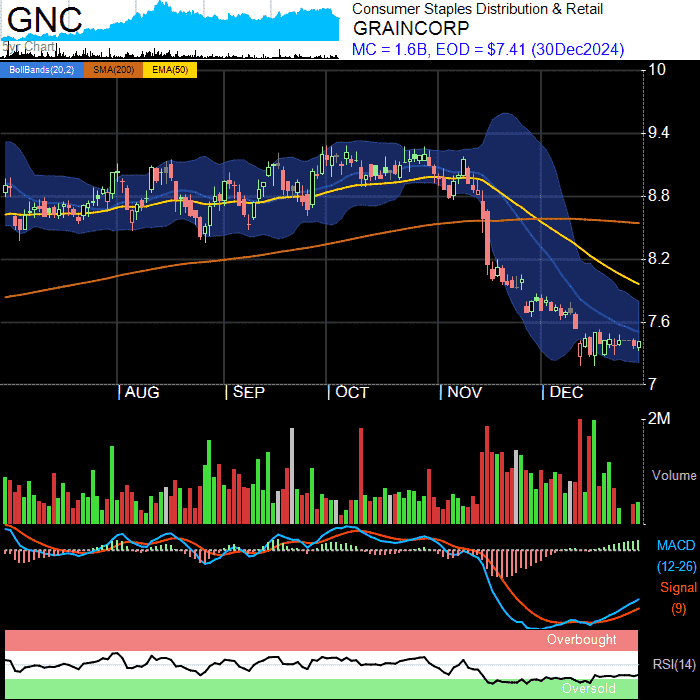 GNC
5yr Chart
Consumer Staples Distribution & Retail
GRAINCORP
MC = 1.6B, EOD = $7.41 (30Dec2024)
BollBands(20,2) SMA(200) EMA(50)
10
9.4
8.8
8.2
7.6
7
AUG SEP OCT NOV DEC
2M
Volume
MACD
(12-26)
Signal
(9)
Overbought
RSI(14)
Oversold